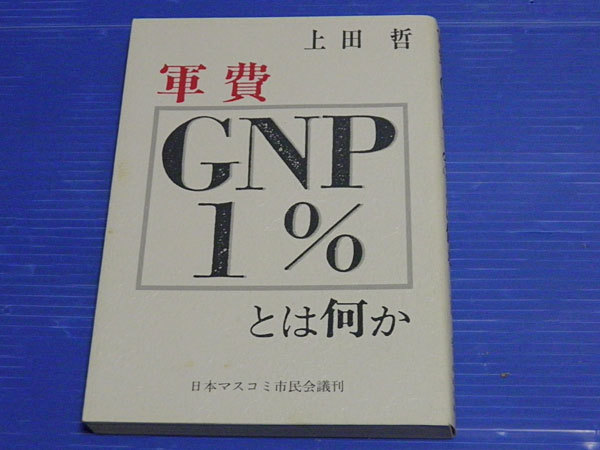 上田 哲
軍費
GNP
1%
とは何か
日本マスコミ市民会議刊